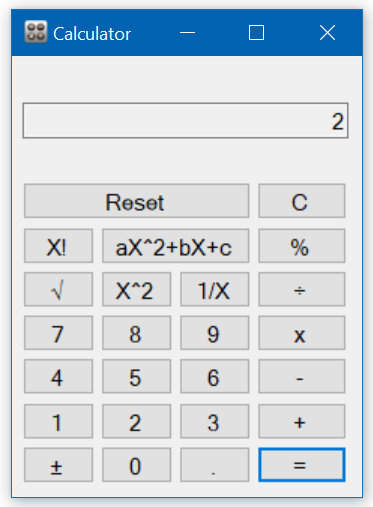 Calculator
2
Reset C
X! aX^2+bX+c %
√ X^2 1/X ÷
7 8 9 x
4 5 6 -
1 2 3 +
± 0 . =